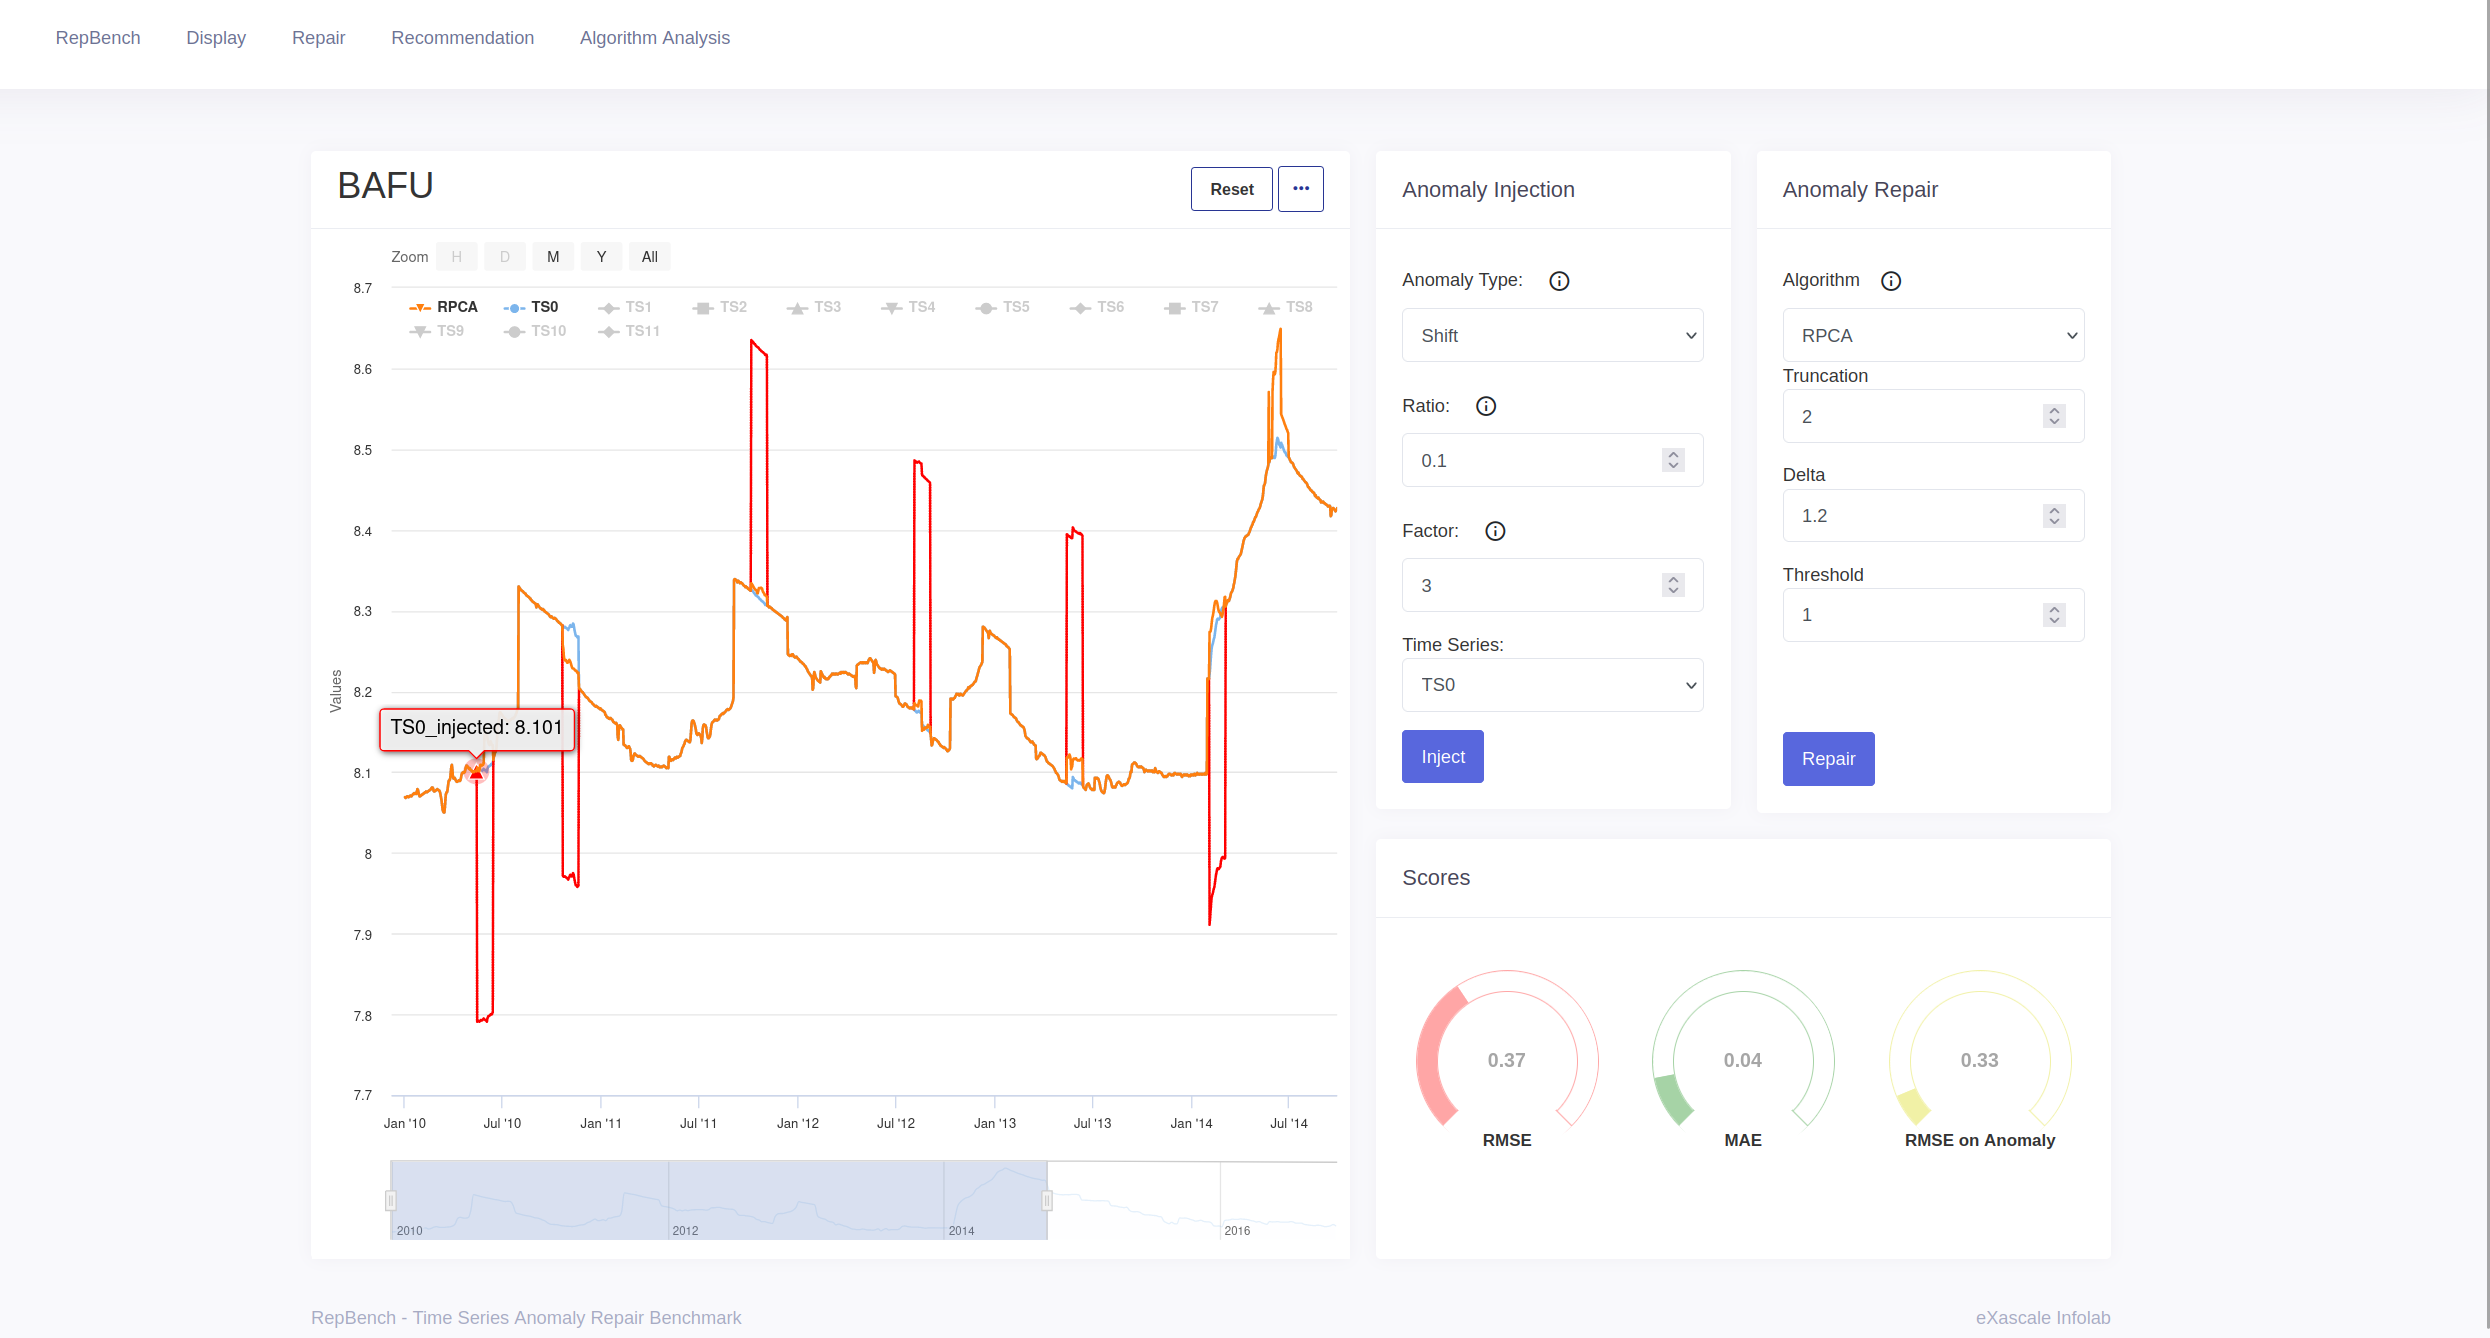 RepBench Display Repair Recommendation Algorithm Analysis
BAFU
Reset
Zoom H D M Y All
Values
8.7
8.6
8.5
8.4
8.3
8.2
8.1
8
7.9
7.8
7.7
RPCA TS0 TS1 TS2 TS3 TS4 TS5 TS6 TS7 TS8
TS9 TS10 TS11
TS0_injected: 8.101
Jan '10 Jul '10 Jan '11 Jul '11 Jan '12 Jul '12 Jan '13 Jul '13 Jan '14 Jul '14
2010 2012 2014 2016
Anomaly Injection
Anomaly Type:
Shift
Ratio:
0.1
Factor:
3
Time Series:
TS0
Inject
Anomaly Repair
Algorithm
RPCA
Truncation
2
Delta
1.2
Threshold
1
Repair
Scores
0.37 0.04 0.33
RMSE MAE RMSE on Anomaly
RepBench - Time Series Anomaly Repair Benchmark
eXascale Infolab